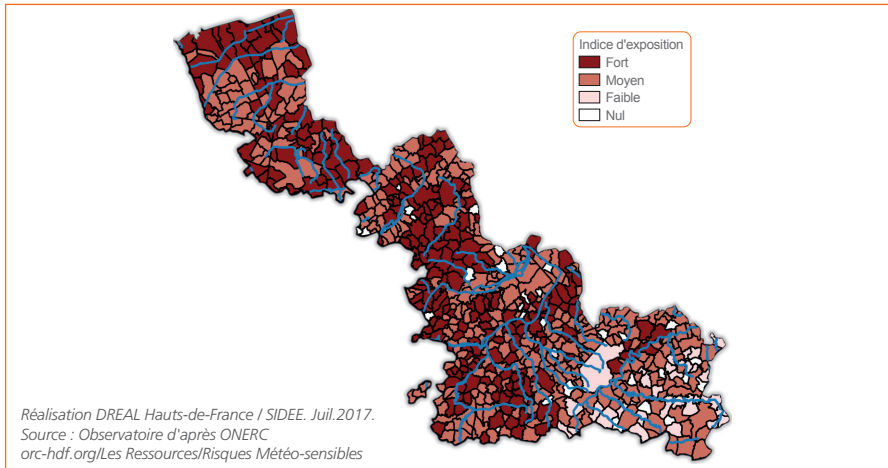 Indice d'exposition
Fort
Moyen
Faible
Nul
Réalisation DREAL Hauts-de-France / SIDEE. Juil.2017.
Source : Observatoire d'après ONERC
orc-hdf.org/Les Ressources/Risques Météo-sensibles